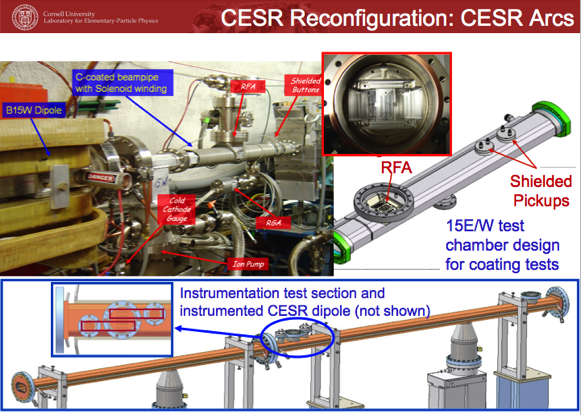 Cornell University
Laboratory for Elementary-Particle Physics
CESR Reconfiguration: CESR Arcs
C-coated beampipe
with Solenoid winding
RFA
Shielded
Buttons
B15W Dipole
DANGER
Cold
Cathode
Gauge
RGA
Ion Pump
RFA
Shielded
Pickups
15E/W test
chamber design
for coating tests
Instrumentation test section and
instrumented CESR dipole (not shown)